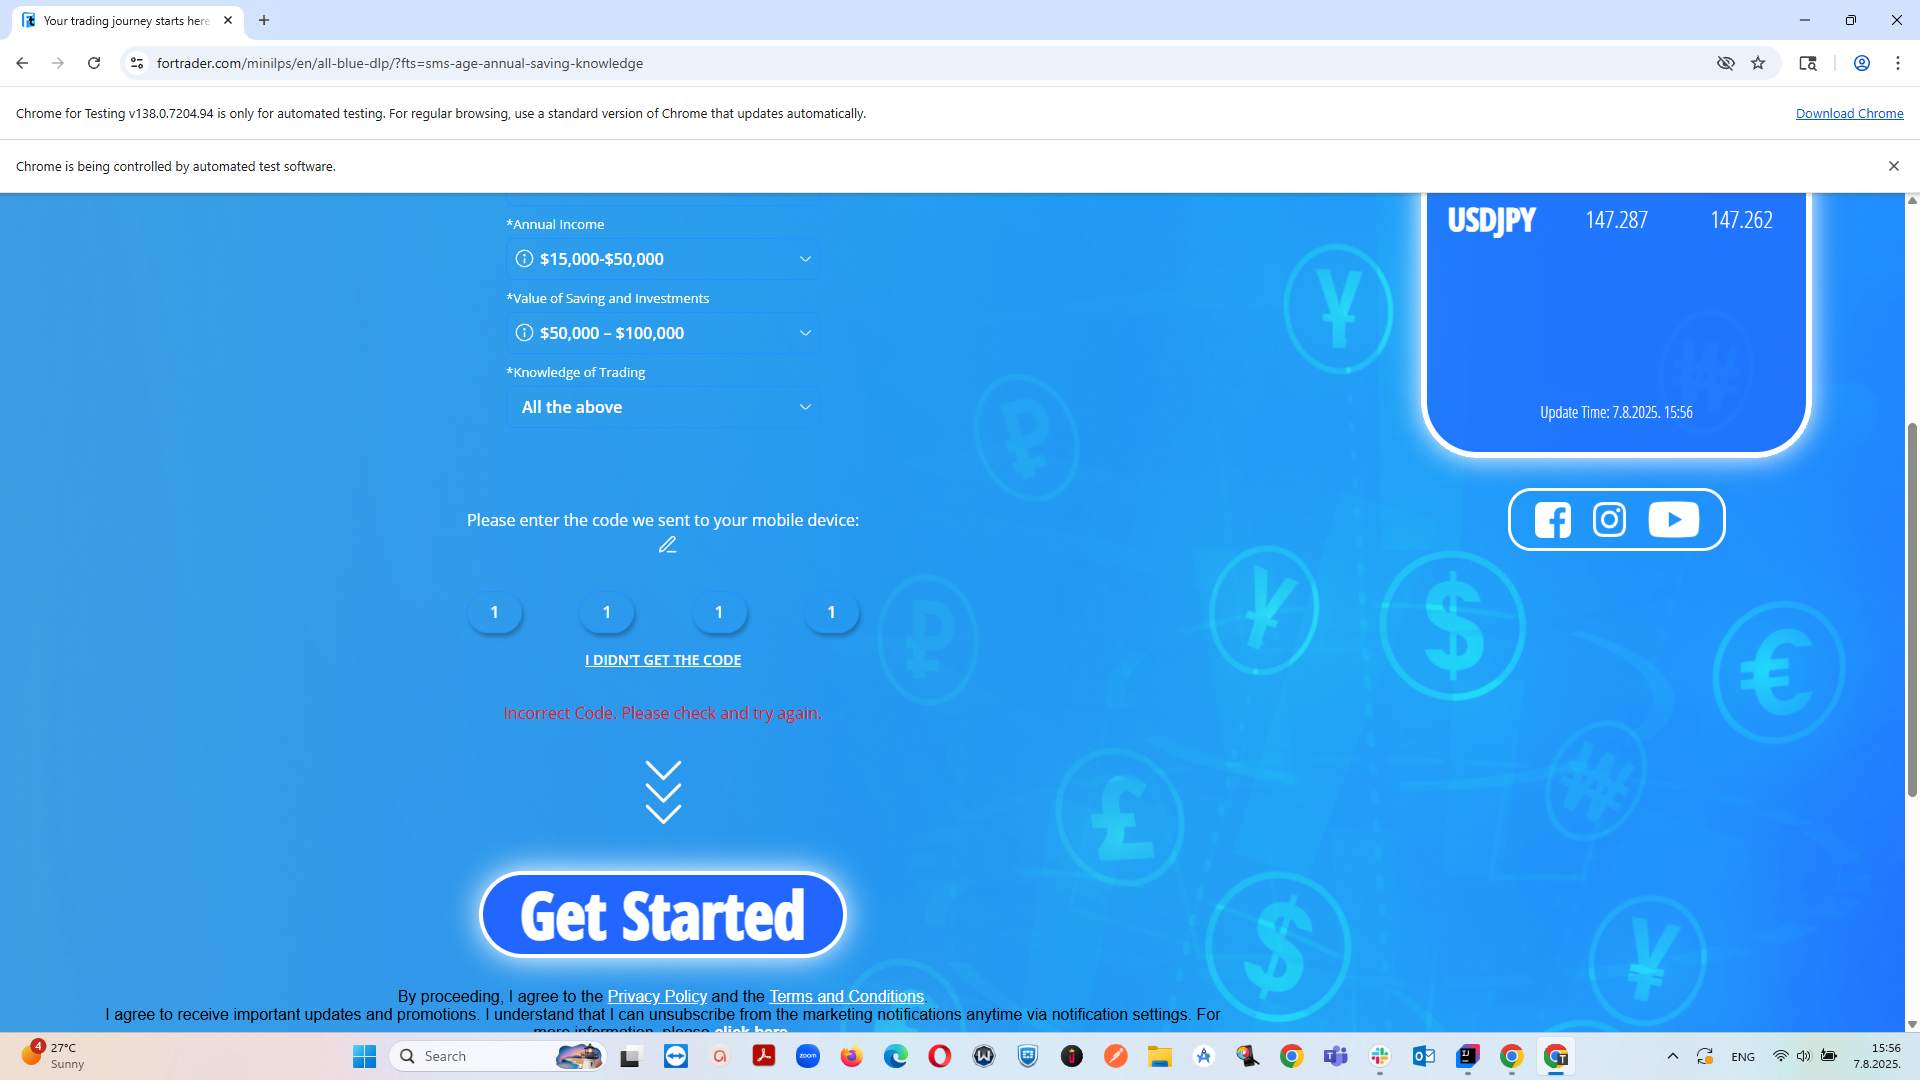 Your trading journey starts here
fortrader.com/minilps/en/all-blue-dlp/?fts=sms-age-annual-saving-knowledge
Chrome for Testing v138.0.7204.94 is only for automated testing. For regular browsing, use a standard version of Chrome that updates automatically.
Download Chrome
Chrome is being controlled by automated test software.
*Annual Income
$15,000-$50,000
*Value of Saving and Investments
$50,000 – $100,000
*Knowledge of Trading
All the above
USDJPY 147.287 147.262
Update Time: 7.8.2025. 15:56
Please enter the code we sent to your mobile device:
1 1 1 1
I DIDN'T GET THE CODE
Incorrect Code. Please check and try again.
Get Started
By proceeding, I agree to the Privacy Policy and the Terms and Conditions.
I agree to receive important updates and promotions. I understand that I can unsubscribe from the marketing notifications anytime via notification settings. For
more information, please click here
4
27°C
Sunny
Search
zoom
ENG
15:56
7.8.2025.